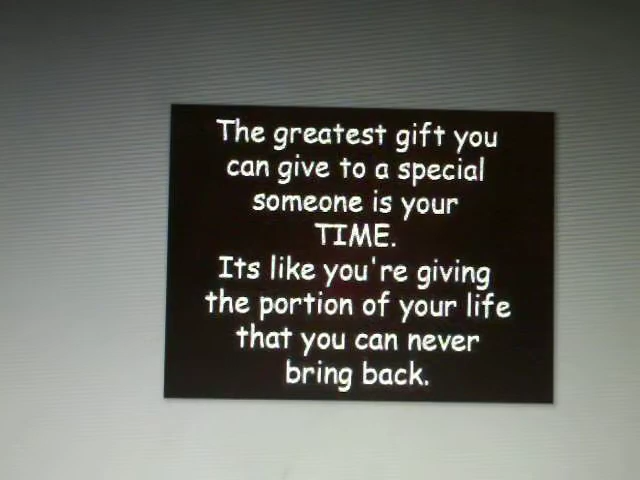 The greatest gift you
can give to a special
someone is your
TIME.
Its like you're giving
the portion of your life
that you can never
bring back.